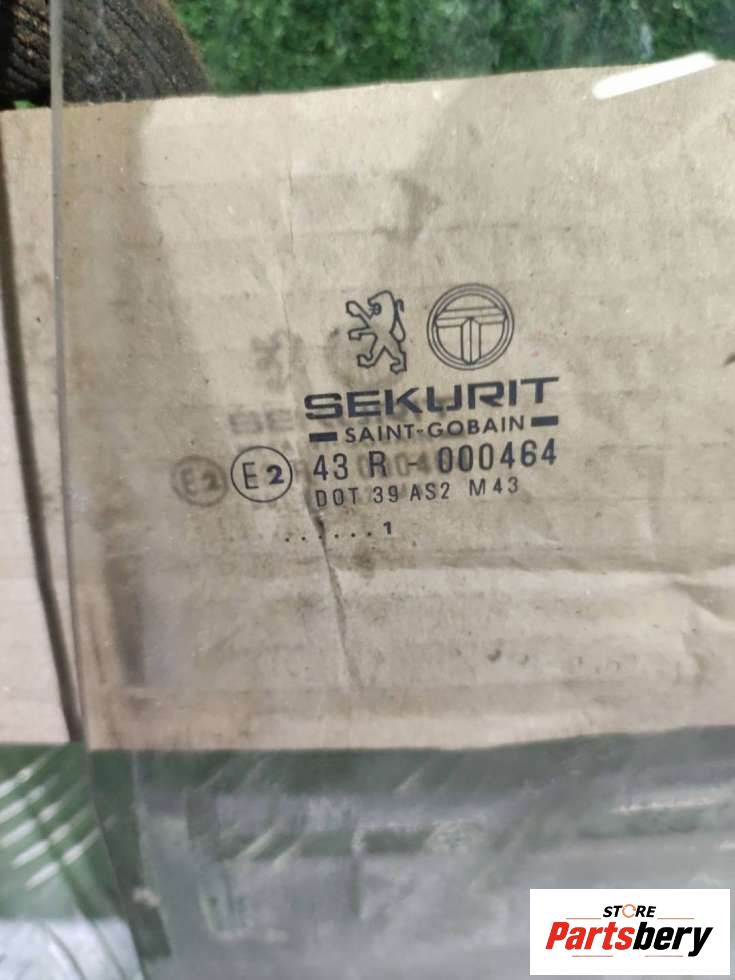 SEKURIT
SAINT-GOBAIN
E2 43 R - 000464
DOT 39 AS2 M43
......1
STORE
Partsbery